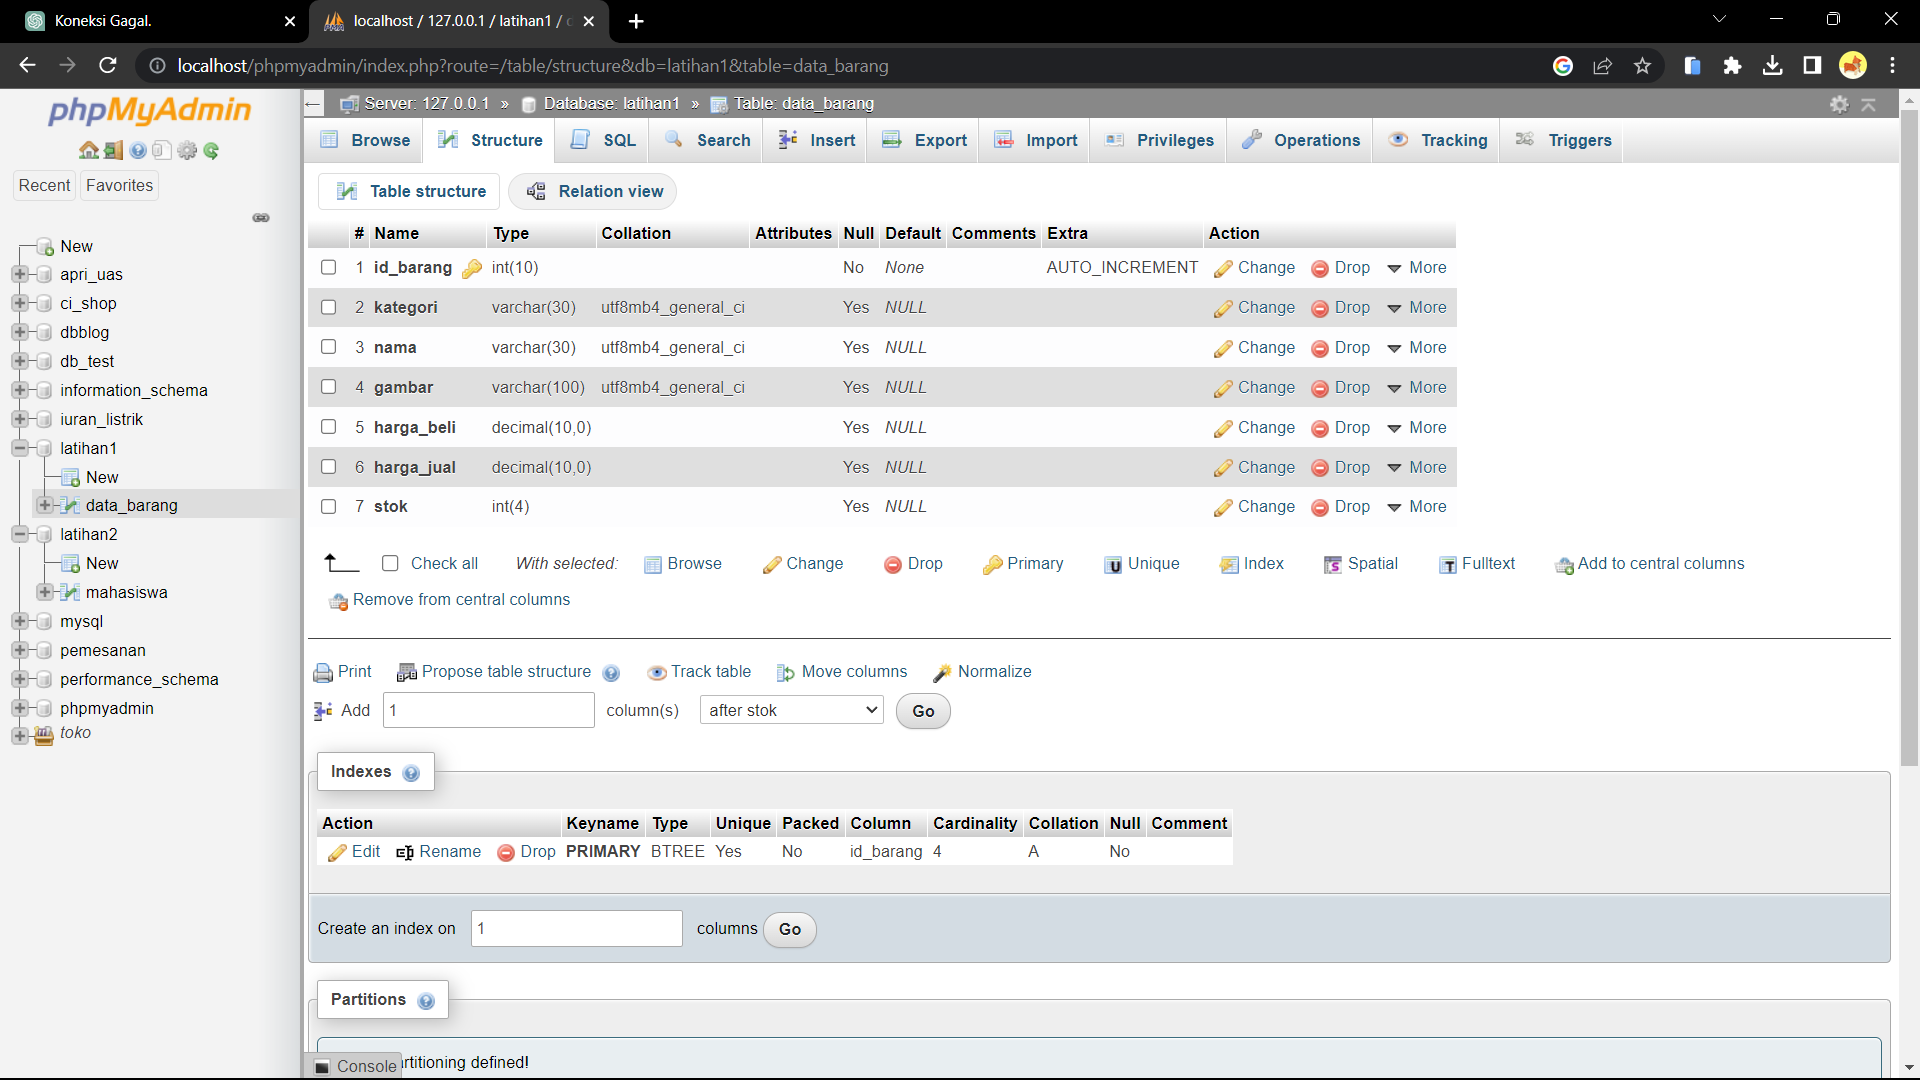 Koneksi Gagal.
localhost / 127.0.0.1 / latihan1 /
localhost/phpmyadmin/index.php?route=/table/structure&db=latihan1&table=data_barang
phpMyAdmin
Recent Favorites
New
apri_uas
ci_shop
dbblog
db_test
information_schema
iuran_listrik
latihan1
New
data_barang
latihan2
New
mahasiswa
mysql
pemesanan
performance_schema
phpmyadmin
toko
Server: 127.0.0.1 » Database: latihan1 » Table: data_barang
Browse Structure SQL Search Insert Export Import Privileges Operations Tracking Triggers
Table structure Relation view
# Name Type Collation Attributes Null Default Comments Extra Action
1 id_barang int(10) No None AUTO_INCREMENT Change Drop More
2 kategori varchar(30) utf8mb4_general_ci Yes NULL Change Drop More
3 nama varchar(30) utf8mb4_general_ci Yes NULL Change Drop More
4 gambar varchar(100) utf8mb4_general_ci Yes NULL Change Drop More
5 harga_beli decimal(10,0) Yes NULL Change Drop More
6 harga_jual decimal(10,0) Yes NULL Change Drop More
7 stok int(4) Yes NULL Change Drop More
Check all With selected: Browse Change Drop Primary Unique Index Spatial Fulltext Add to central columns
Remove from central columns
Print Propose table structure Track table Move columns Normalize
Add 1 column(s) after stok Go
Indexes
Action Keyname Type Unique Packed Column Cardinality Collation Null Comment
Edit Rename Drop PRIMARY BTREE Yes No id_barang 4 A No
Create an index on 1 columns Go
Partitions
Console
rtitioning defined!